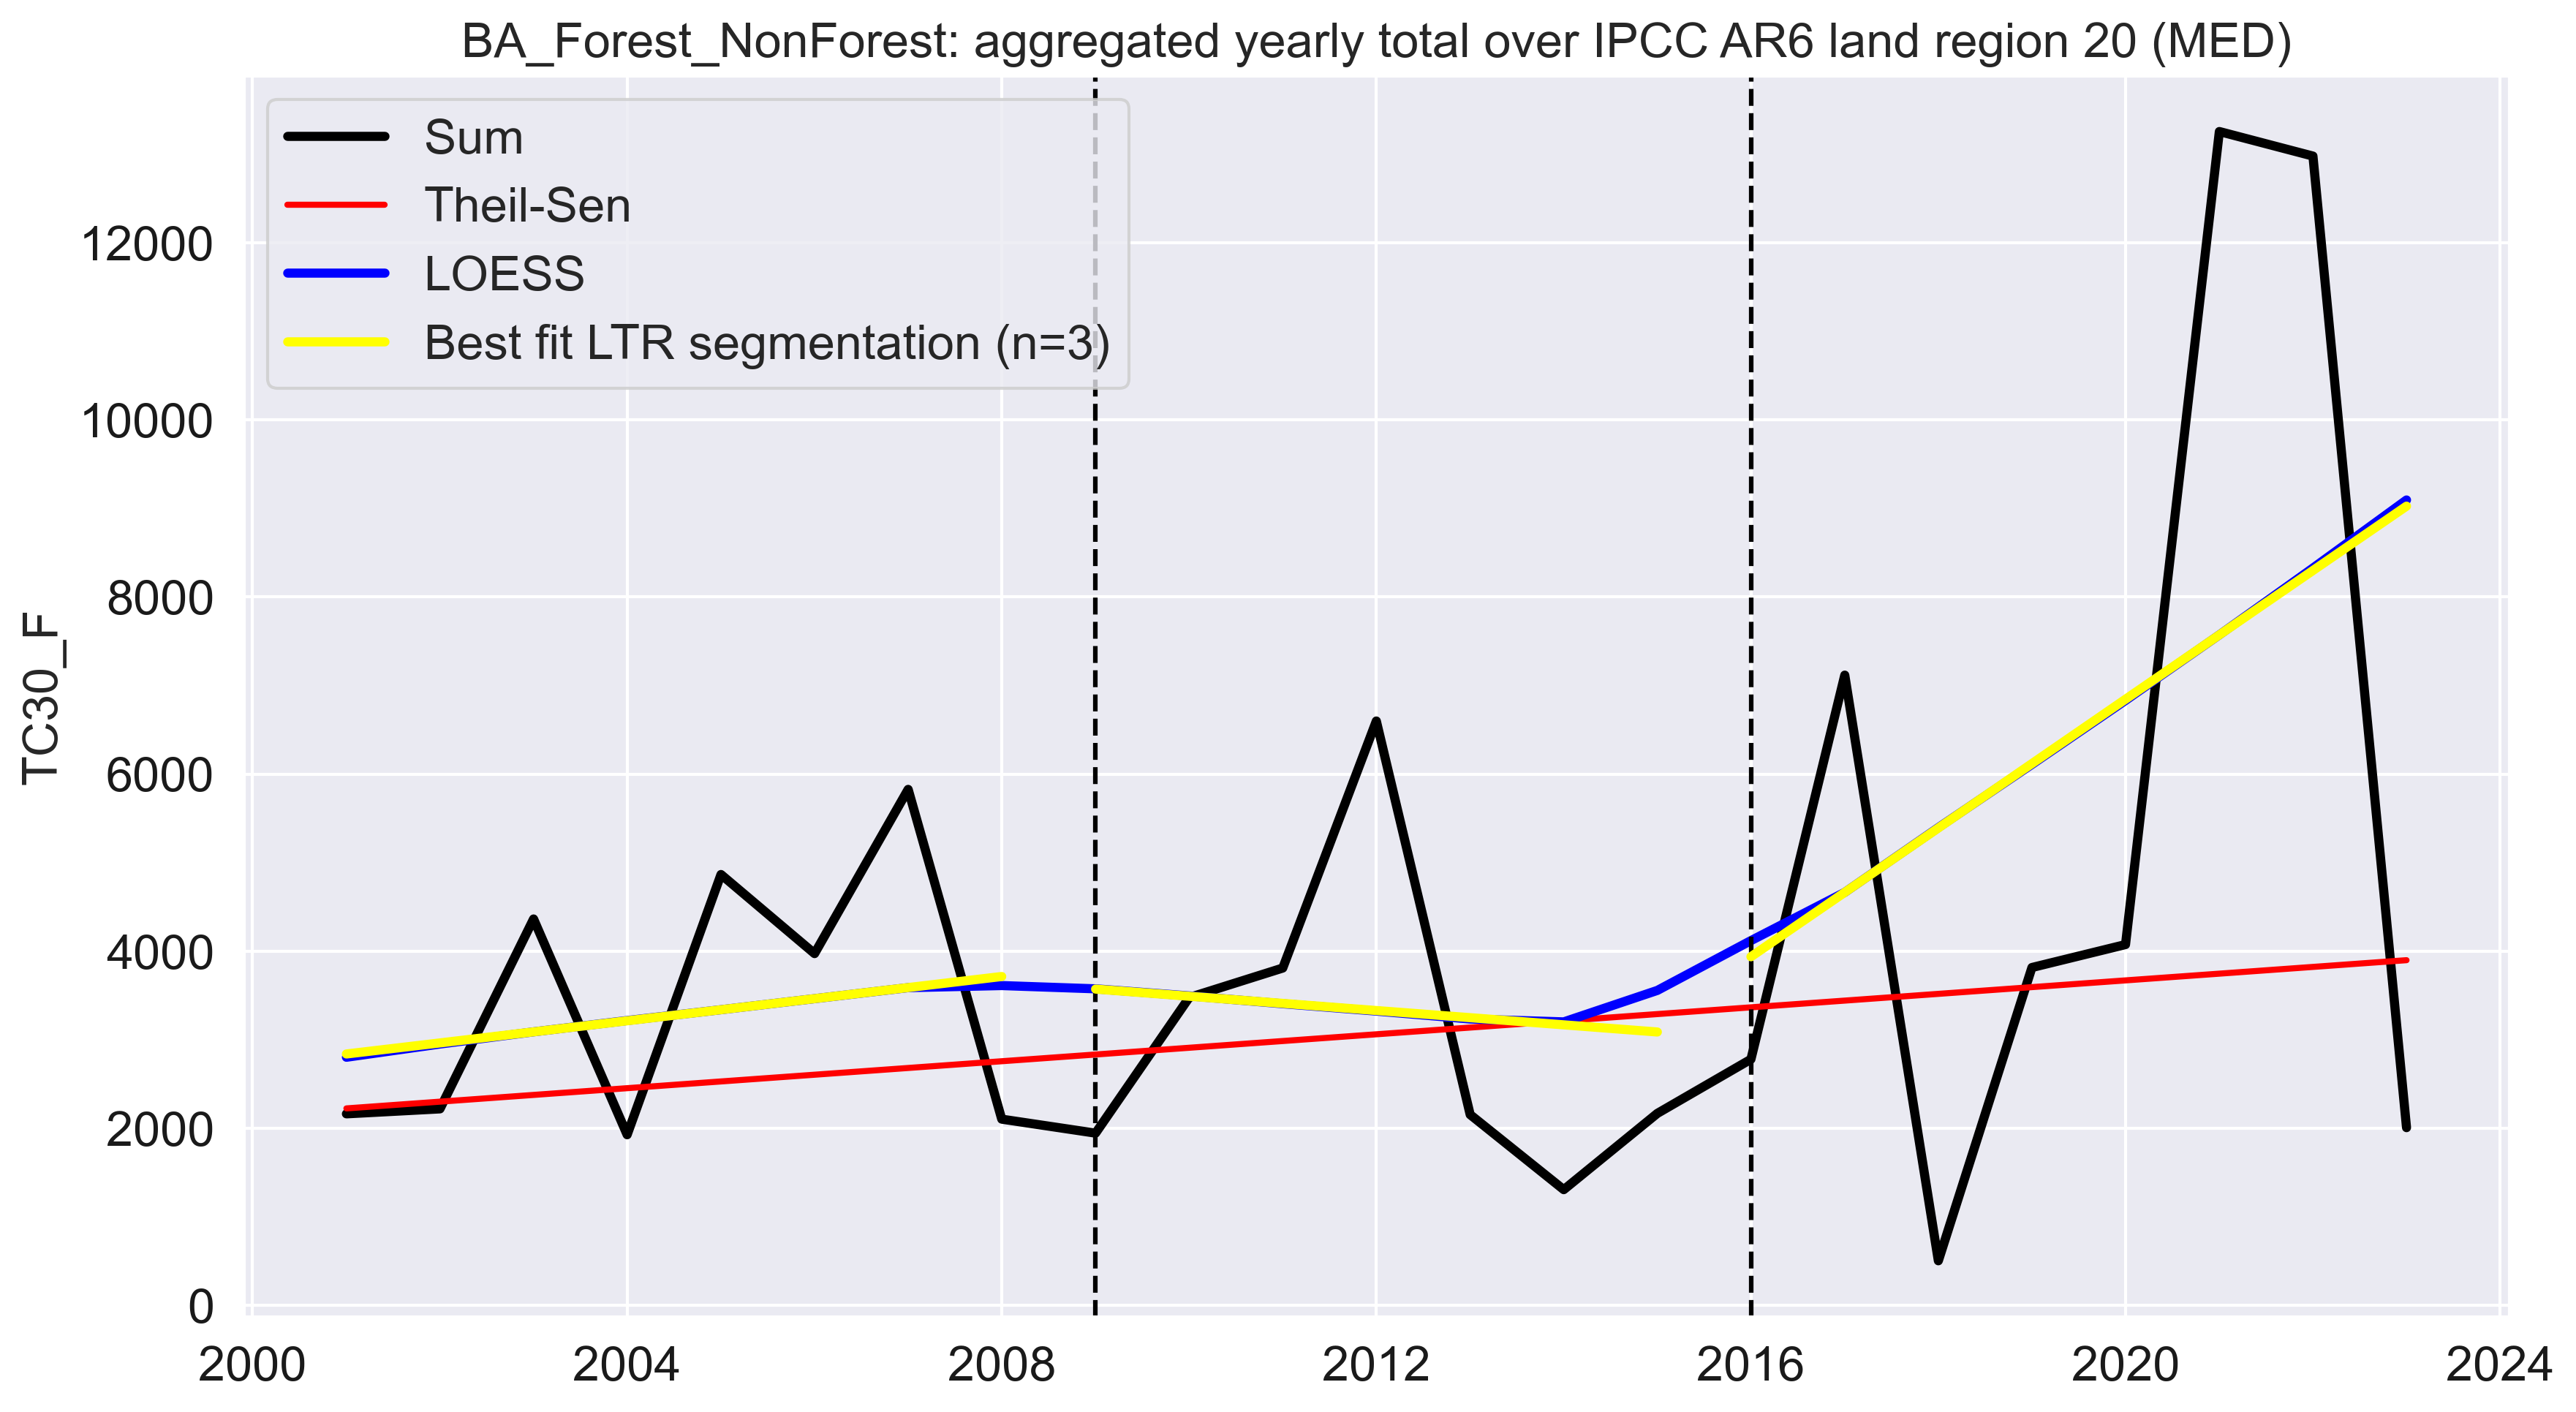 BA_Forest_NonForest: aggregated yearly total over IPCC AR6 land region 20 (MED)
Sum
Theil-Sen
LOESS
Best fit LTR segmentation (n=3)
12000
10000
8000
6000
4000
2000
0
TC30_F
2000 2004 2008 2012 2016 2020 2024